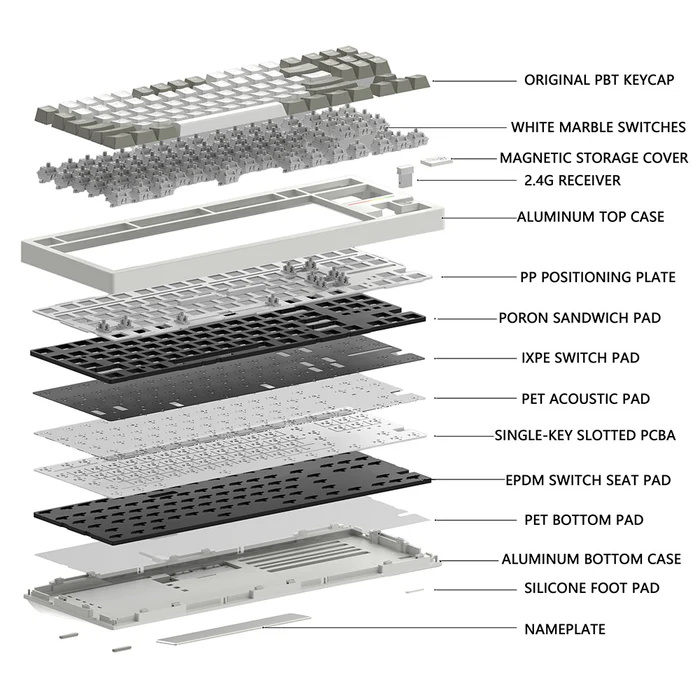 ORIGINAL PBT KEYCAP
WHITE MARBLE SWITCHES
MAGNETIC STORAGE COVER
2.4G RECEIVER
ALUMINUM TOP CASE
PP POSITIONING PLATE
PORON SANDWICH PAD
IXPE SWITCH PAD
PET ACOUSTIC PAD
SINGLE-KEY SLOTTED PCBA
EPDM SWITCH SEAT PAD
PET BOTTOM PAD
ALUMINUM BOTTOM CASE
SILICONE FOOT PAD
NAMEPLATE